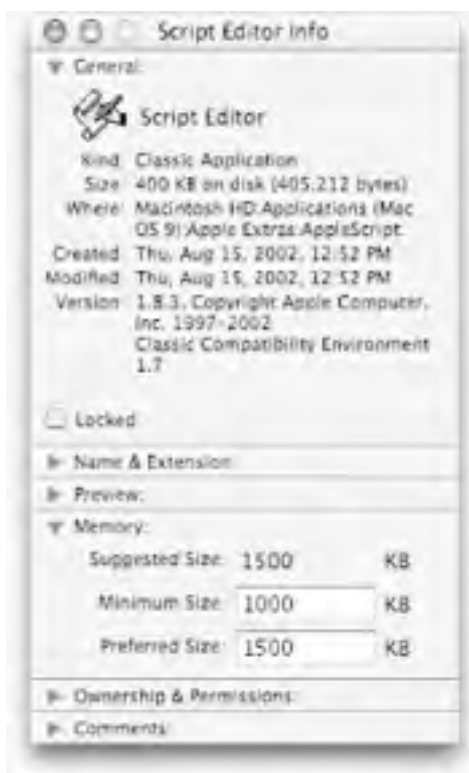 Script Editor Info
General:
Script Editor
Kind: Classic Application
Size: 400 KB on disk (405,212 bytes)
Where: Macintosh HD:Applications (Mac
OS 9):Apple Extras:AppleScript:
Created: Thu, Aug 15, 2002, 12:52 PM
Modified: Thu, Aug 15, 2002, 12:52 PM
Version: 1.8.3, Copyright Apple Computer,
Inc. 1997-2002
Classic Compatibility Environment
1.7
Locked
Name & Extension:
Preview:
Memory:
Suggested Size: 1500 KB
Minimum Size: 1000 KB
Preferred Size: 1500 KB
Ownership & Permissions:
Comments: